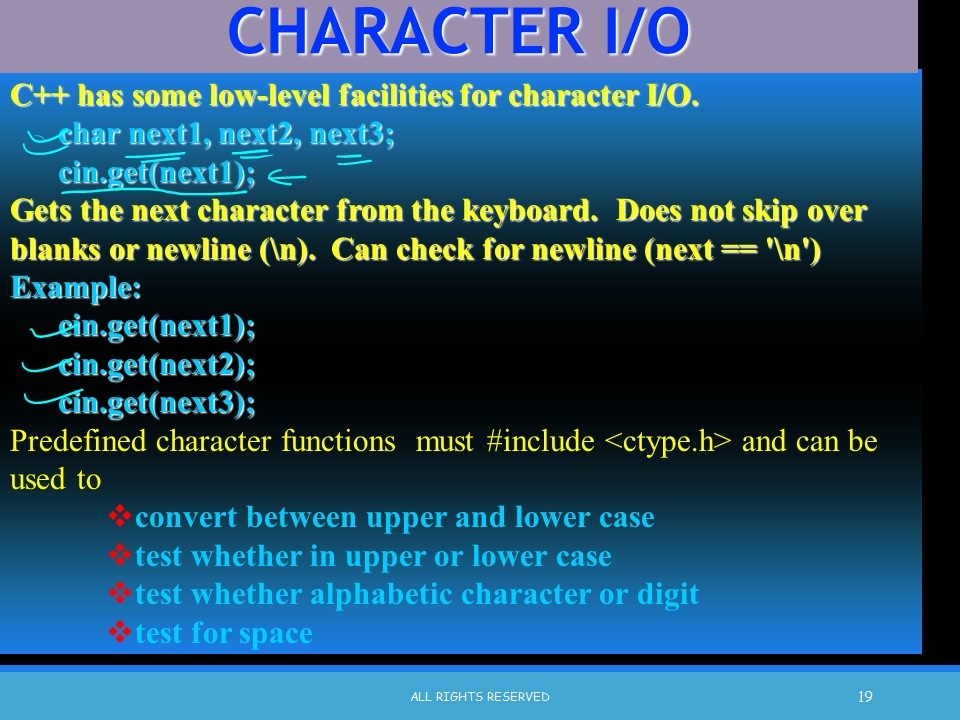 CHARACTER I/O
C++ has some low-level facilities for character I/O.
char next1, next2, next3;
cin.get(next1);
Gets the next character from the keyboard.  Does not skip over
blanks or newline (\n).  Can check for newline (next == '\n')
Example:
cin.get(next1);
cin.get(next2);
cin.get(next3);
Predefined character functions  must #include <ctype.h> and can be
used to
❖convert between upper and lower case
❖test whether in upper or lower case
❖test whether alphabetic character or digit
❖test for space
ALL RIGHTS RESERVED
19